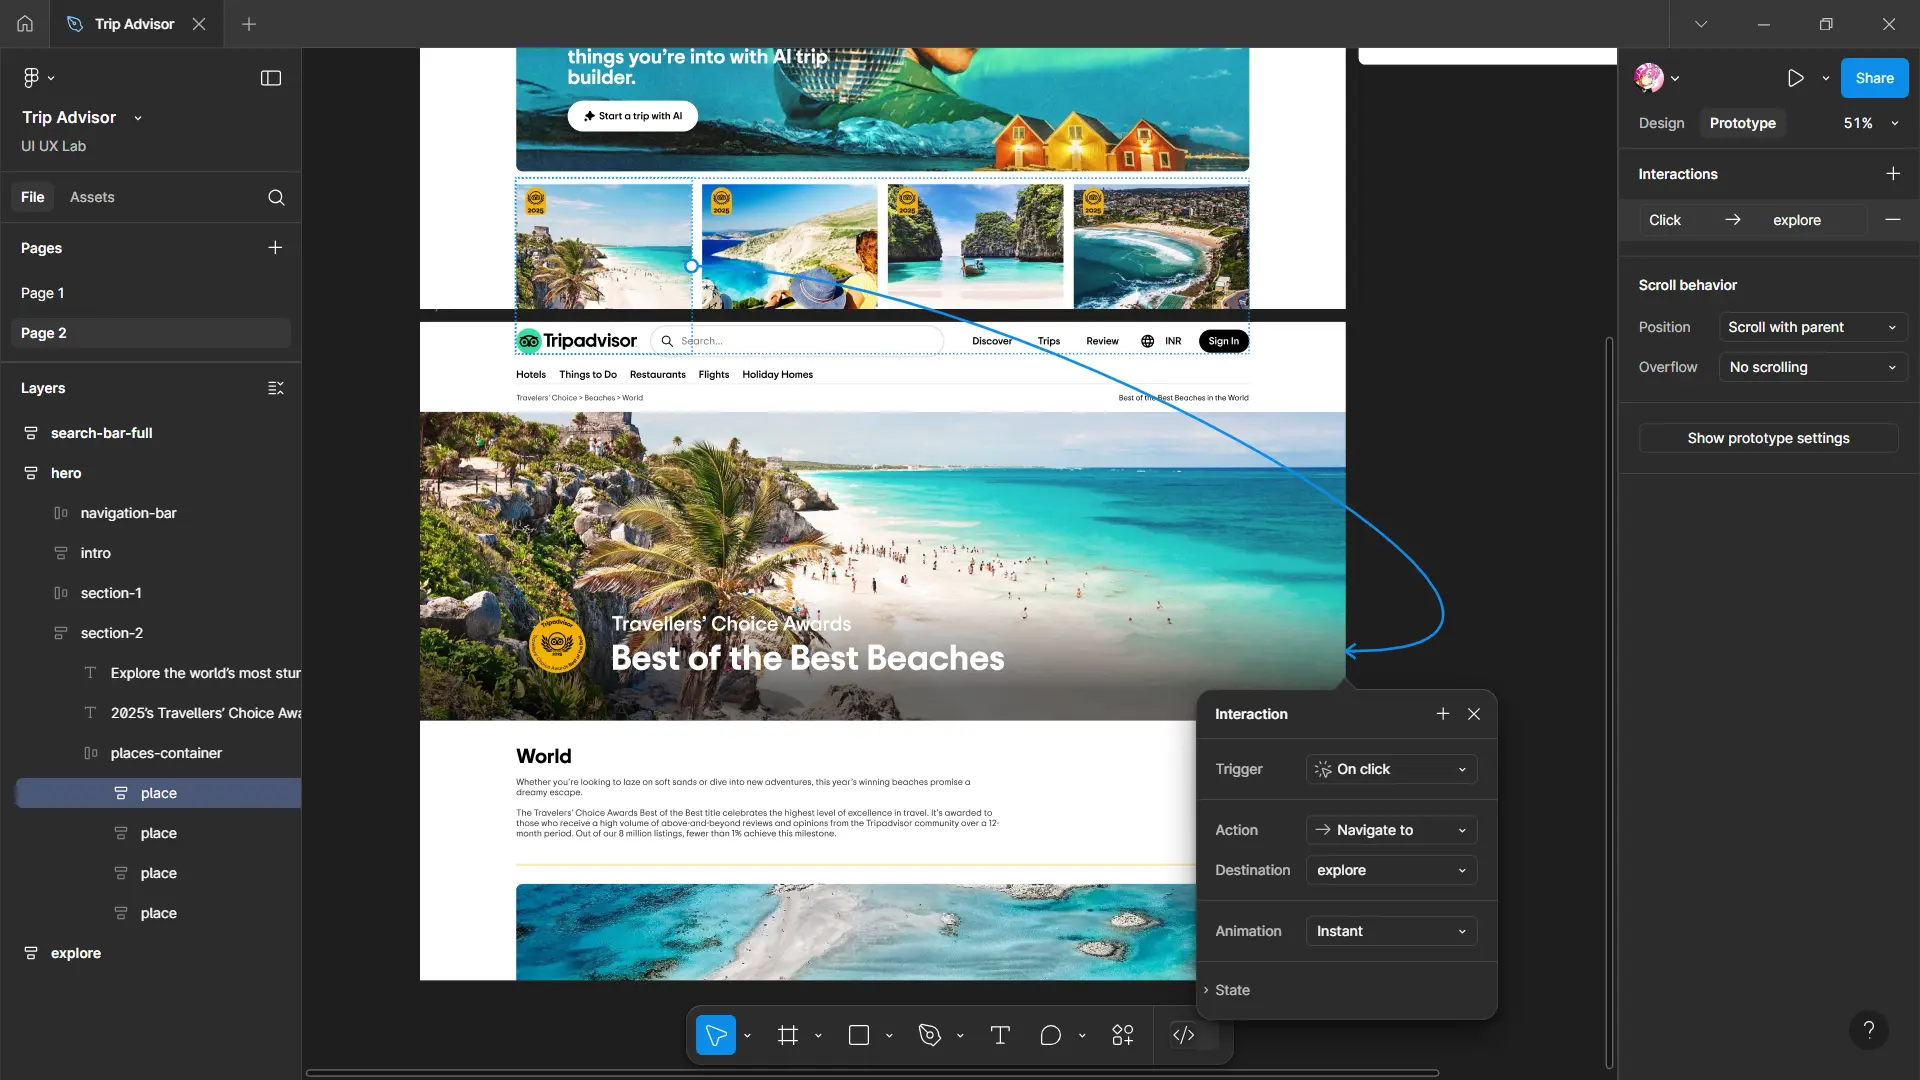 Trip Advisor
Trip Advisor
UI UX Lab
File
Assets
Pages
Page 1
Page 2
Layers
search-bar-full
hero
navigation-bar
intro
section-1
section-2
Explore the world's most stur
2025's Travellers' Choice Awa
places-container
place
place
place
place
explore
things you're into with AI trip
builder.
Start a trip with AI
2025
2025
2025
2025
Tripadvisor
Search...
Discover
Trips
Review
INR
Sign In
Hotels
Things to Do
Restaurants
Flights
Holiday Homes
Travelers' Choice > Beaches > World
Best of the Best Beaches in the World
Tripadvisor
2025
Travellers' Choice Awards
Best of the Best Beaches
World
Whether you're looking to laze on soft sands or dive into new adventures, this year's winning beaches promise a
dreamy escape.
The Travelers' Choice Awards Best of the Best title celebrates the highest level of excellence in travel. It's awarded to
those who receive a high volume of above-and-beyond reviews and opinions from the Tripadvisor community over a 12-
month period. Out of our 8 million listings, fewer than 1% achieve this milestone.
Interaction
Trigger
On click
Action
Navigate to
Destination
explore
Animation
Instant
State
Share
Design
Prototype
51%
Interactions
Click
explore
Scroll behavior
Position
Scroll with parent
Overflow
No scrolling
Show prototype settings
?